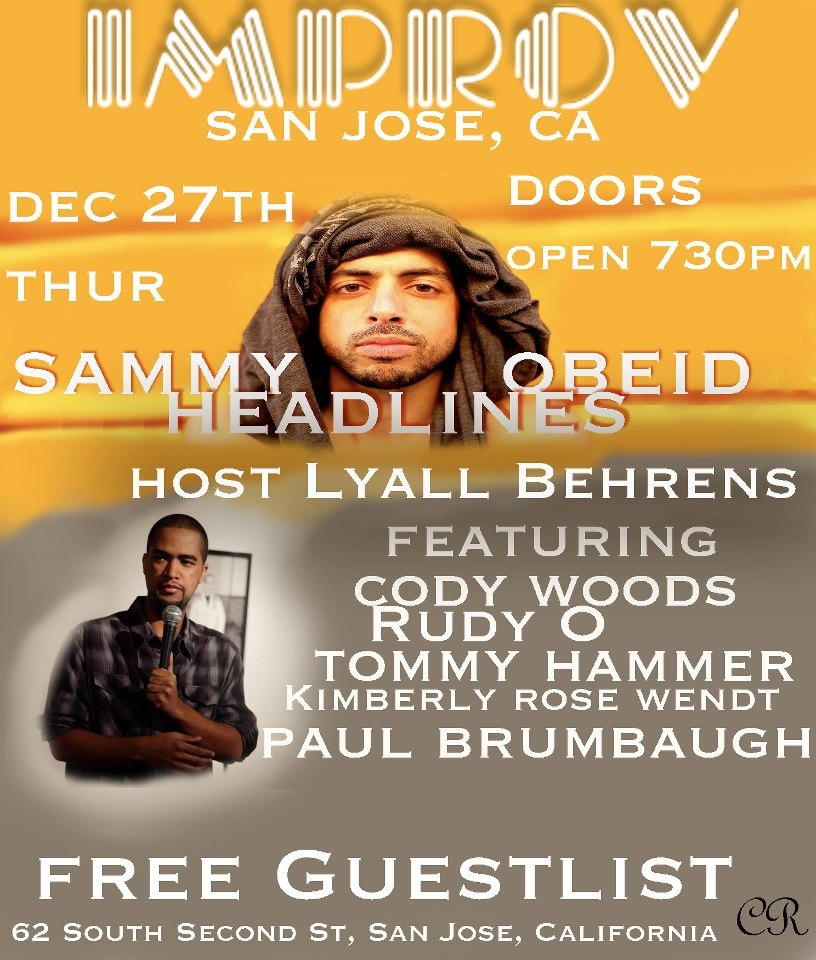 IMPROV
SAN JOSE, CA
DEC 27TH
THUR
DOORS
OPEN 730PM
SAMMY OBEID
HEADLINES
HOST LYALL BEHRENS
FEATURING
CODY WOODS
RUDY O
TOMMY HAMMER
KIMBERLY ROSE WENDT
PAUL BRUMBAUGH
FREE GUESTLIST
62 SOUTH SECOND ST, SAN JOSE, CALIFORNIA
CR